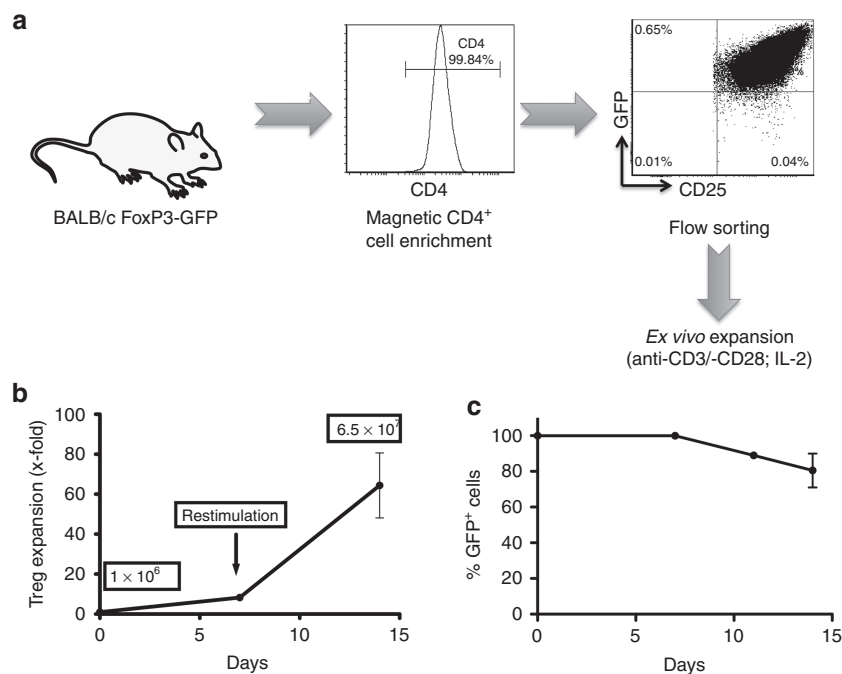 a
CD4
99.84%
CD4
0.65%
%
0.01%
0.04%
GFP
CD25
BALB/c FoxP3-GFP
Magnetic CD4⁺
cell enrichment
Flow sorting
Ex vivo expansion
(anti-CD3/-CD28; IL-2)
b
Treg expansion (x-fold)
100
80
60
40
20
0
6.5 × 10⁷
Restimulation
1 × 10⁶
0
5
10
15
Days
c
% GFP⁺ cells
100
80
60
40
20
0
0
5
10
15
Days